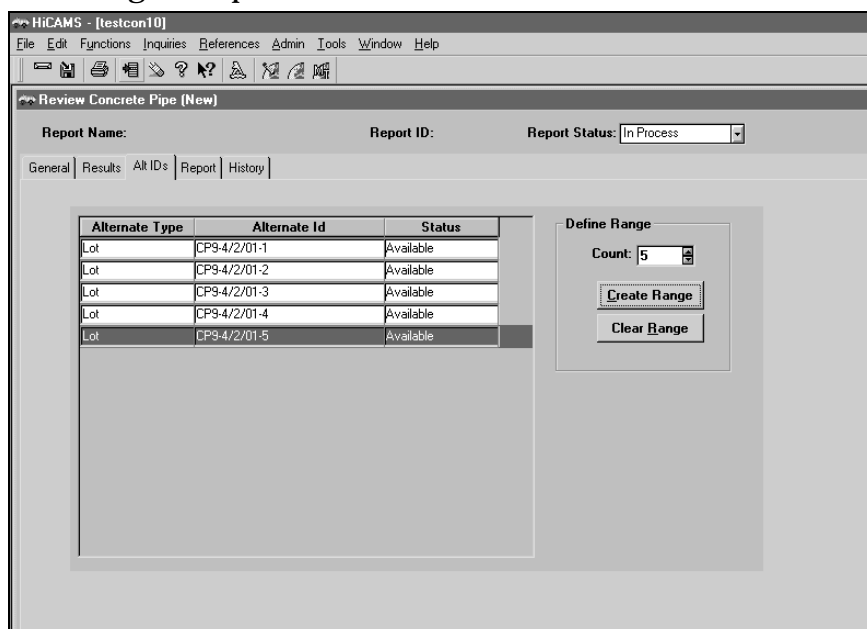 HiCAMS - [testcon10]
File Edit Functions Inquiries References Admin Tools Window Help
Review Concrete Pipe (New)
Report Name: Report ID: Report Status: In Process
General Results Alt IDs Report History
Alternate Type Alternate Id Status
Lot CP9-4/2/01-1 Available
Lot CP9-4/2/01-2 Available
Lot CP9-4/2/01-3 Available
Lot CP9-4/2/01-4 Available
Lot CP9-4/2/01-5 Available
Define Range
Count: 5
Create Range
Clear Range